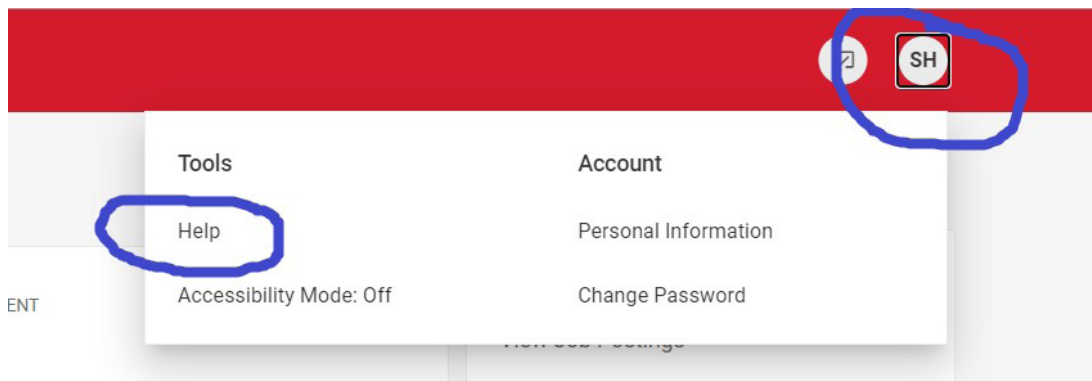 SH
Tools
Account
Help
Personal Information
Accessibility Mode: Off
Change Password
ENT